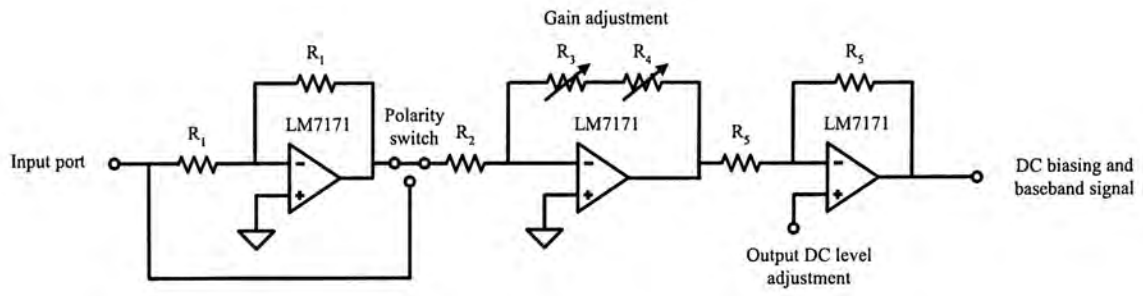 Gain adjustment
R1
R3
R4
R5
R1
LM7171
Polarity
switch
R2
LM7171
R5
LM7171
Input port
-
+
-
+
-
+
DC biasing and
baseband signal
Output DC level
adjustment